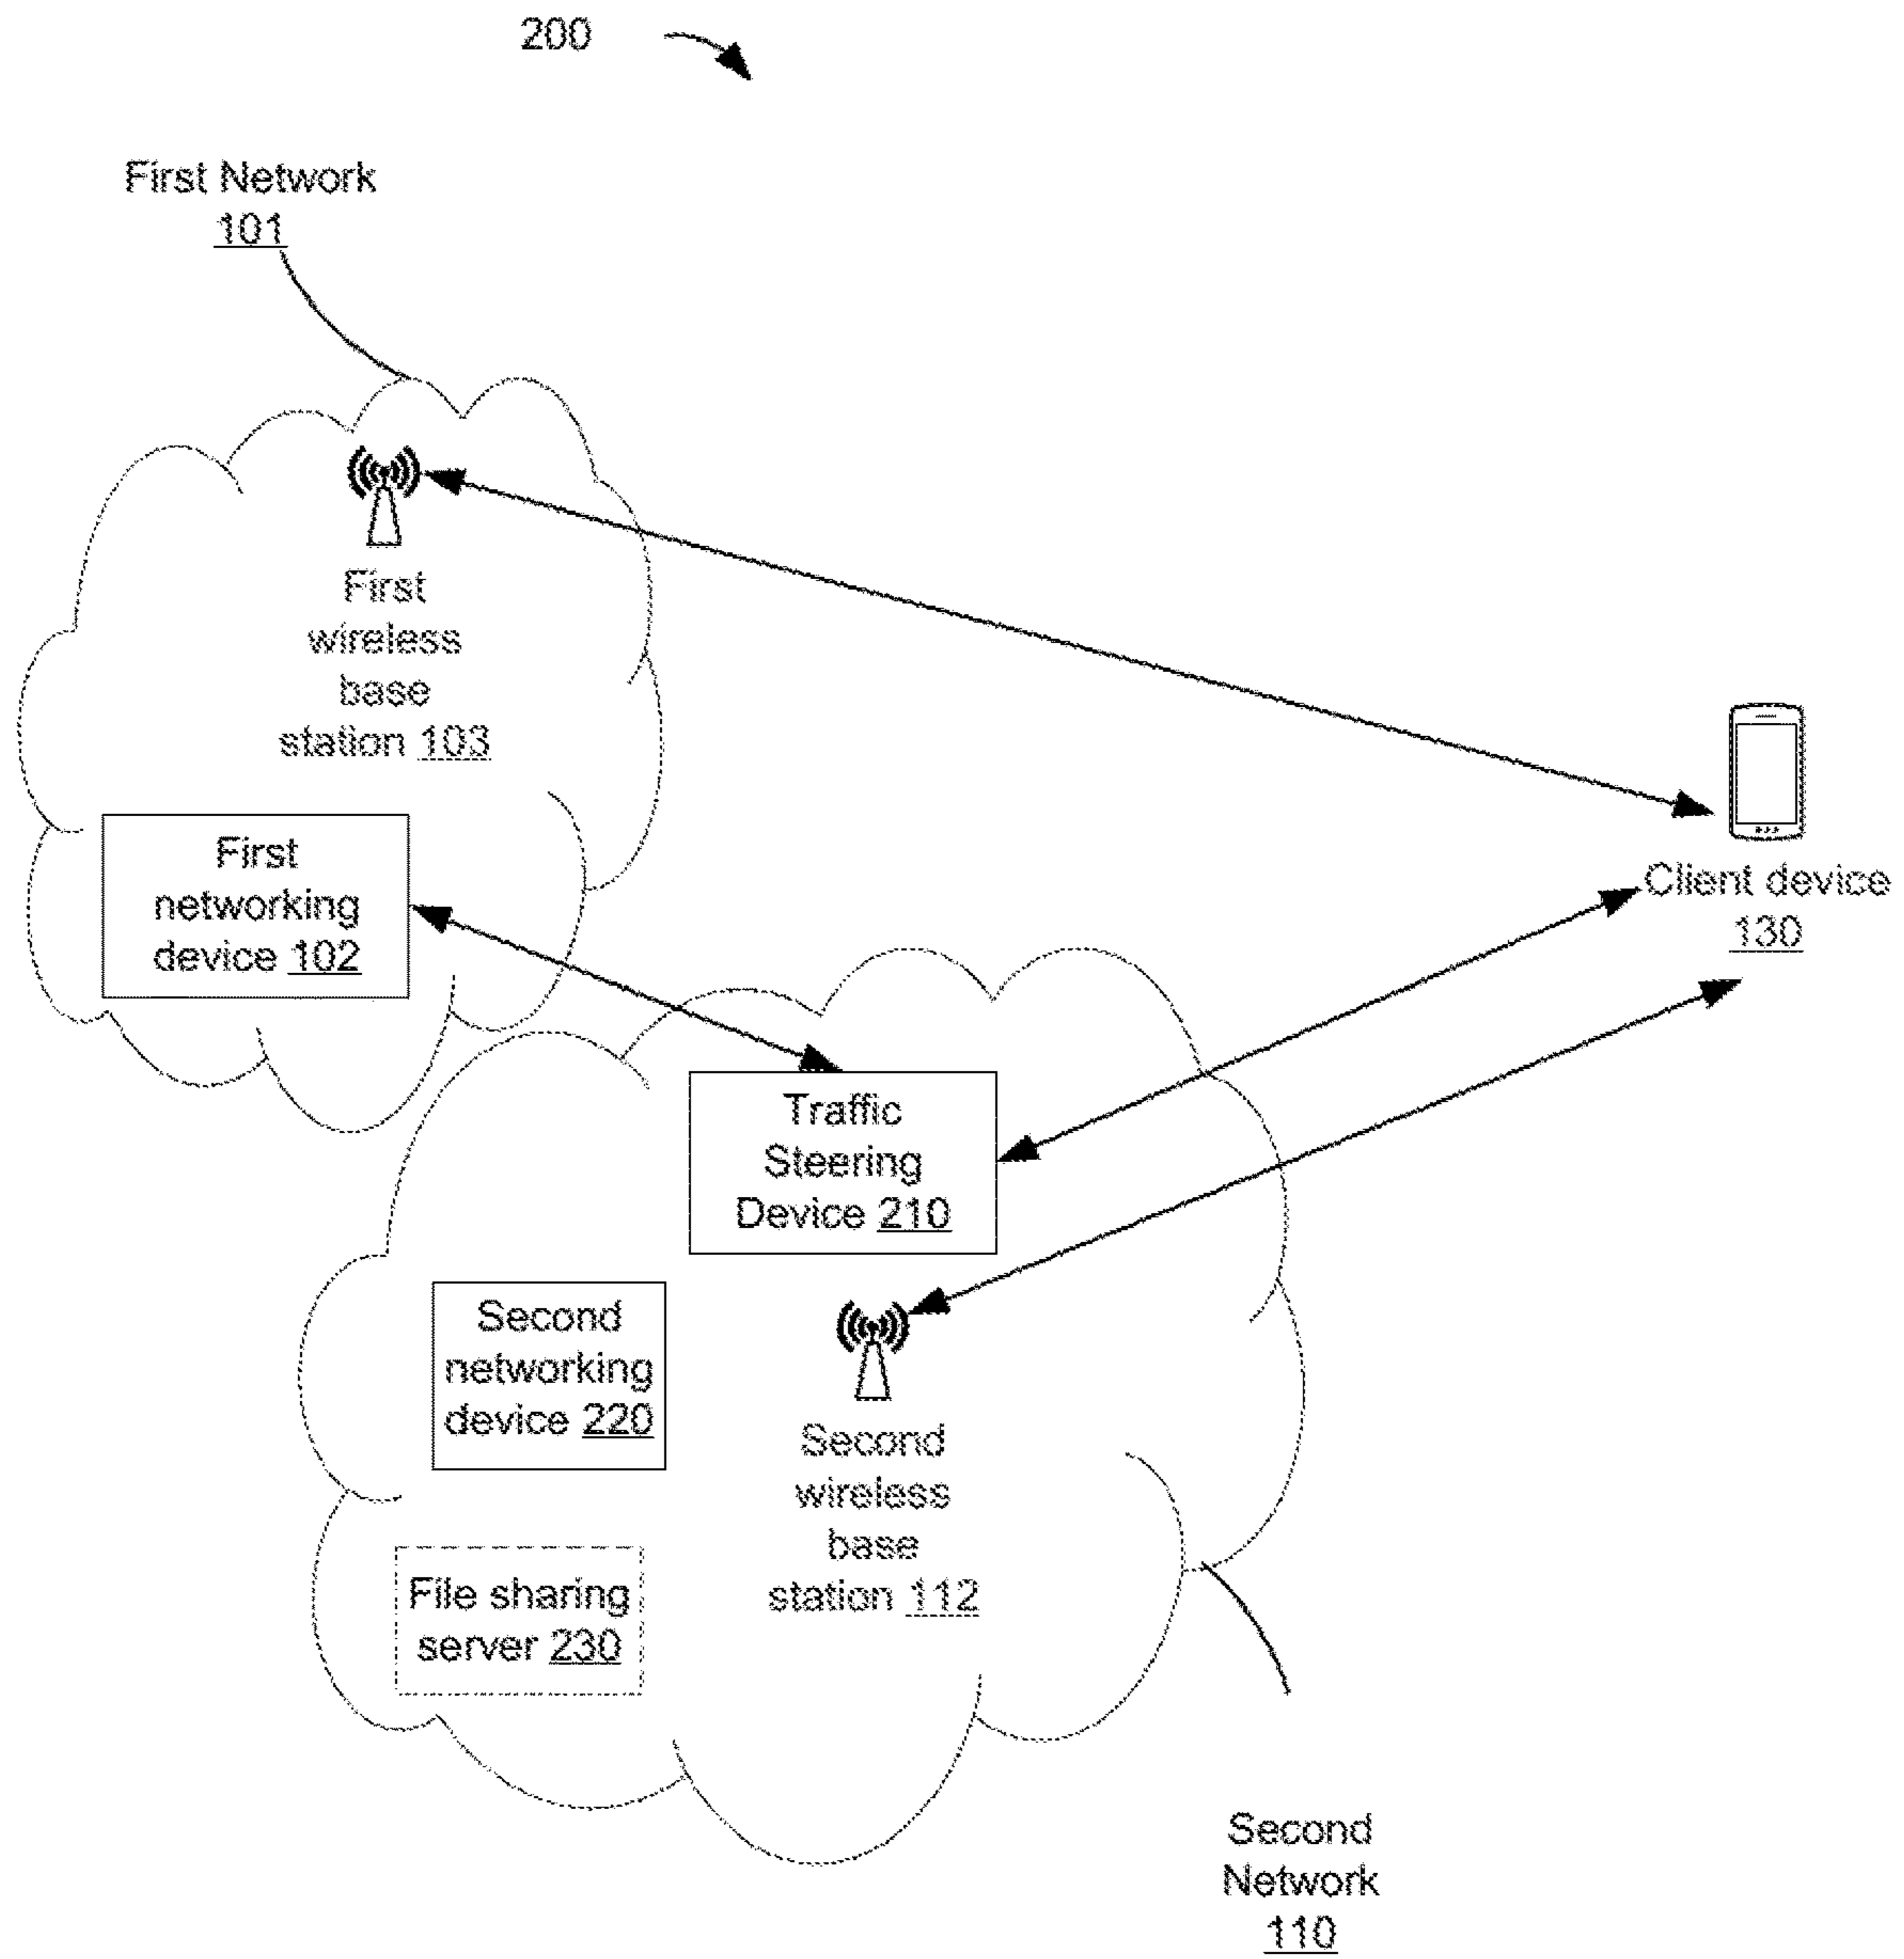 200
First Network
101
First
wireless
base
station 103
First
networking
device 102
Client device
130
Traffic
Steering
Device 210
Second
networking
device 220
Second
wireless
base
station 112
File sharing
server 230
Second
Network
110